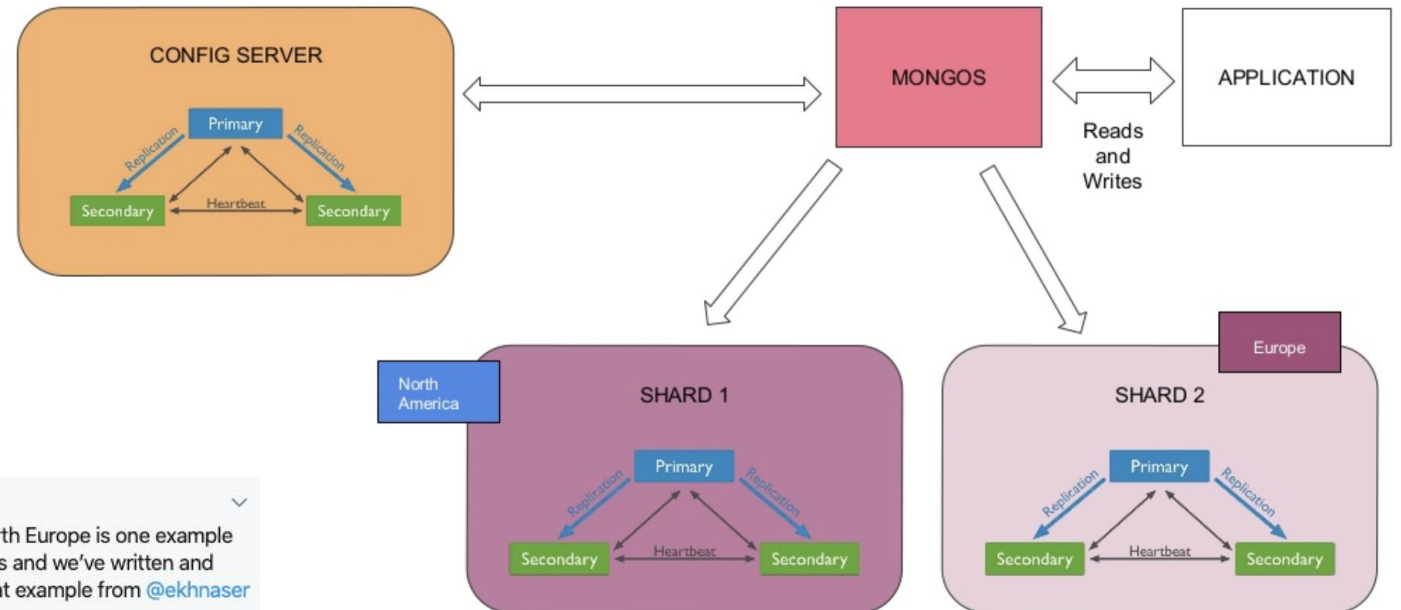 CONFIG SERVER
Primary
Replication
Replication
Secondary
Heartbeat
Secondary
MONGOS
APPLICATION
Reads
and
Writes
North
America
SHARD 1
Primary
Replication
Replication
Secondary
Heartbeat
Secondary
Europe
SHARD 2
Primary
Replication
Replication
Secondary
Heartbeat
Secondary
Europe is one example
s and we've written and
example from @ekhnaser